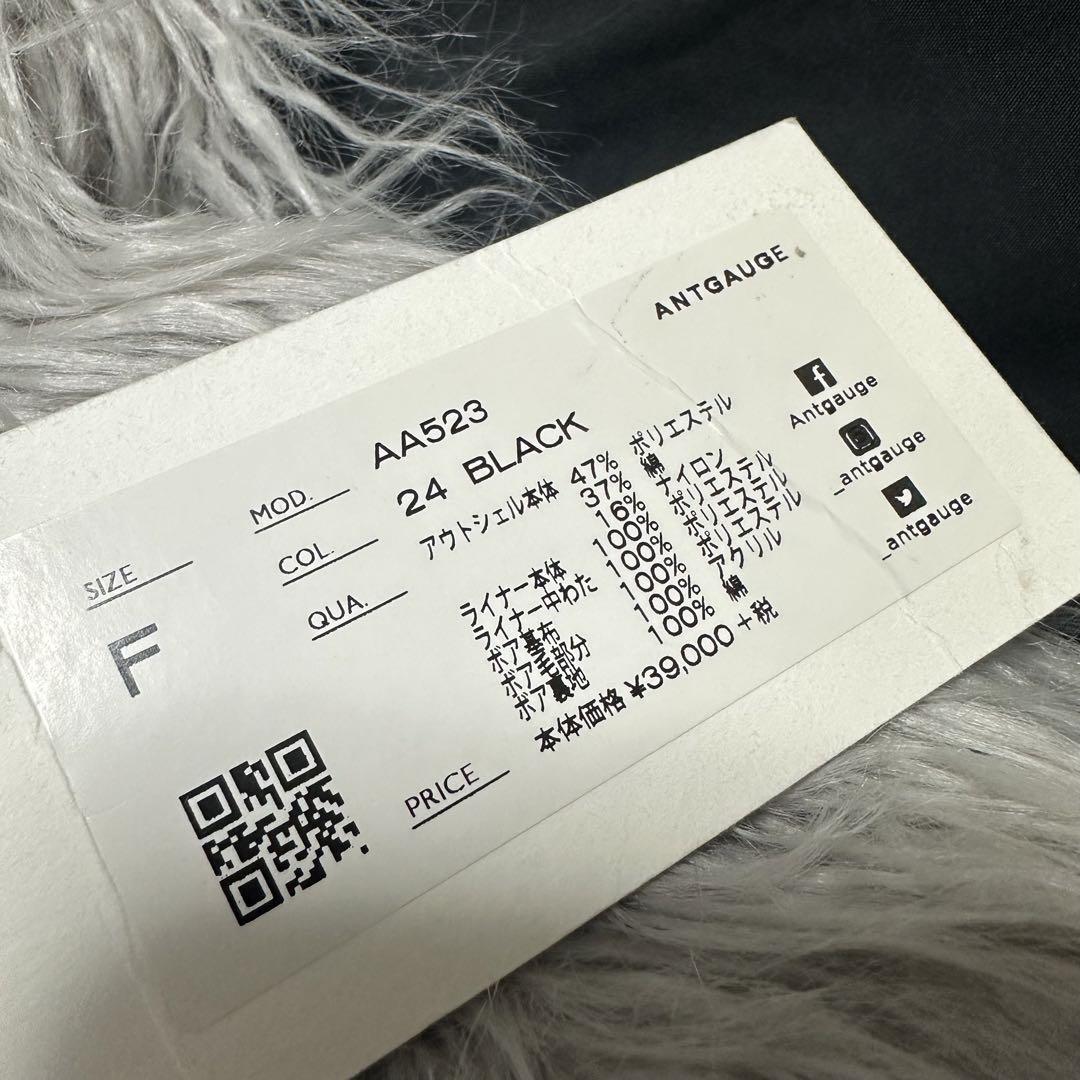 ANTGAUGE
Antgauge
_antgauge
_antgauge
SIZE
F
MOD. AA523
COL. 24 BLACK
QUA. アウトシェル本体 47% ポリエステル
37% 綿
16% ナイロン
ライナー本体 100% ポリエステル
ライナー中わた 100% ポリエステル
ボア基布 100% ポリエステル
ボア毛部分 100% アクリル
ボア裏地 100% 綿
PRICE 本体価格 ¥39,000+税